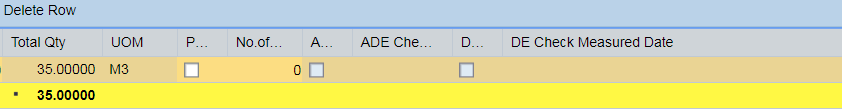 Delete Row
Total Qty UOM P... No.of... A... ADE Che... D... DE Check Measured Date
35.00000 M3 0
35.00000